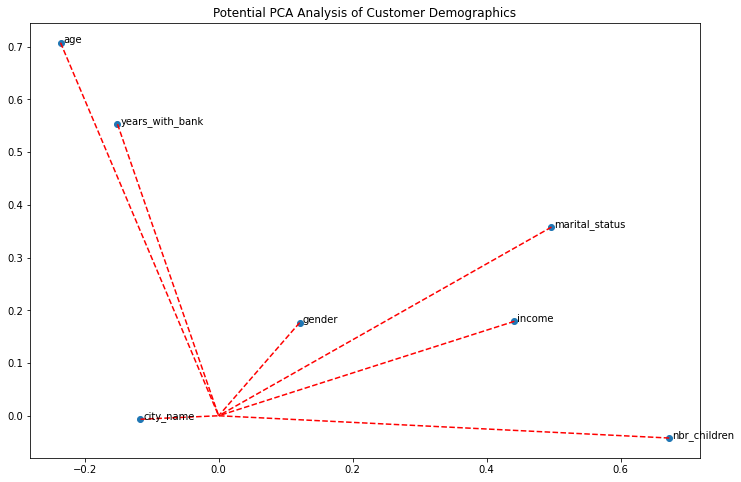 Potential PCA Analysis of Customer Demographics
0.7
age
0.6
years_with_bank
0.5
0.4
marital_status
0.3
0.2
gender
income
0.1
0.0
city_name
nbr_children
−0.2
0.0
0.2
0.4
0.6